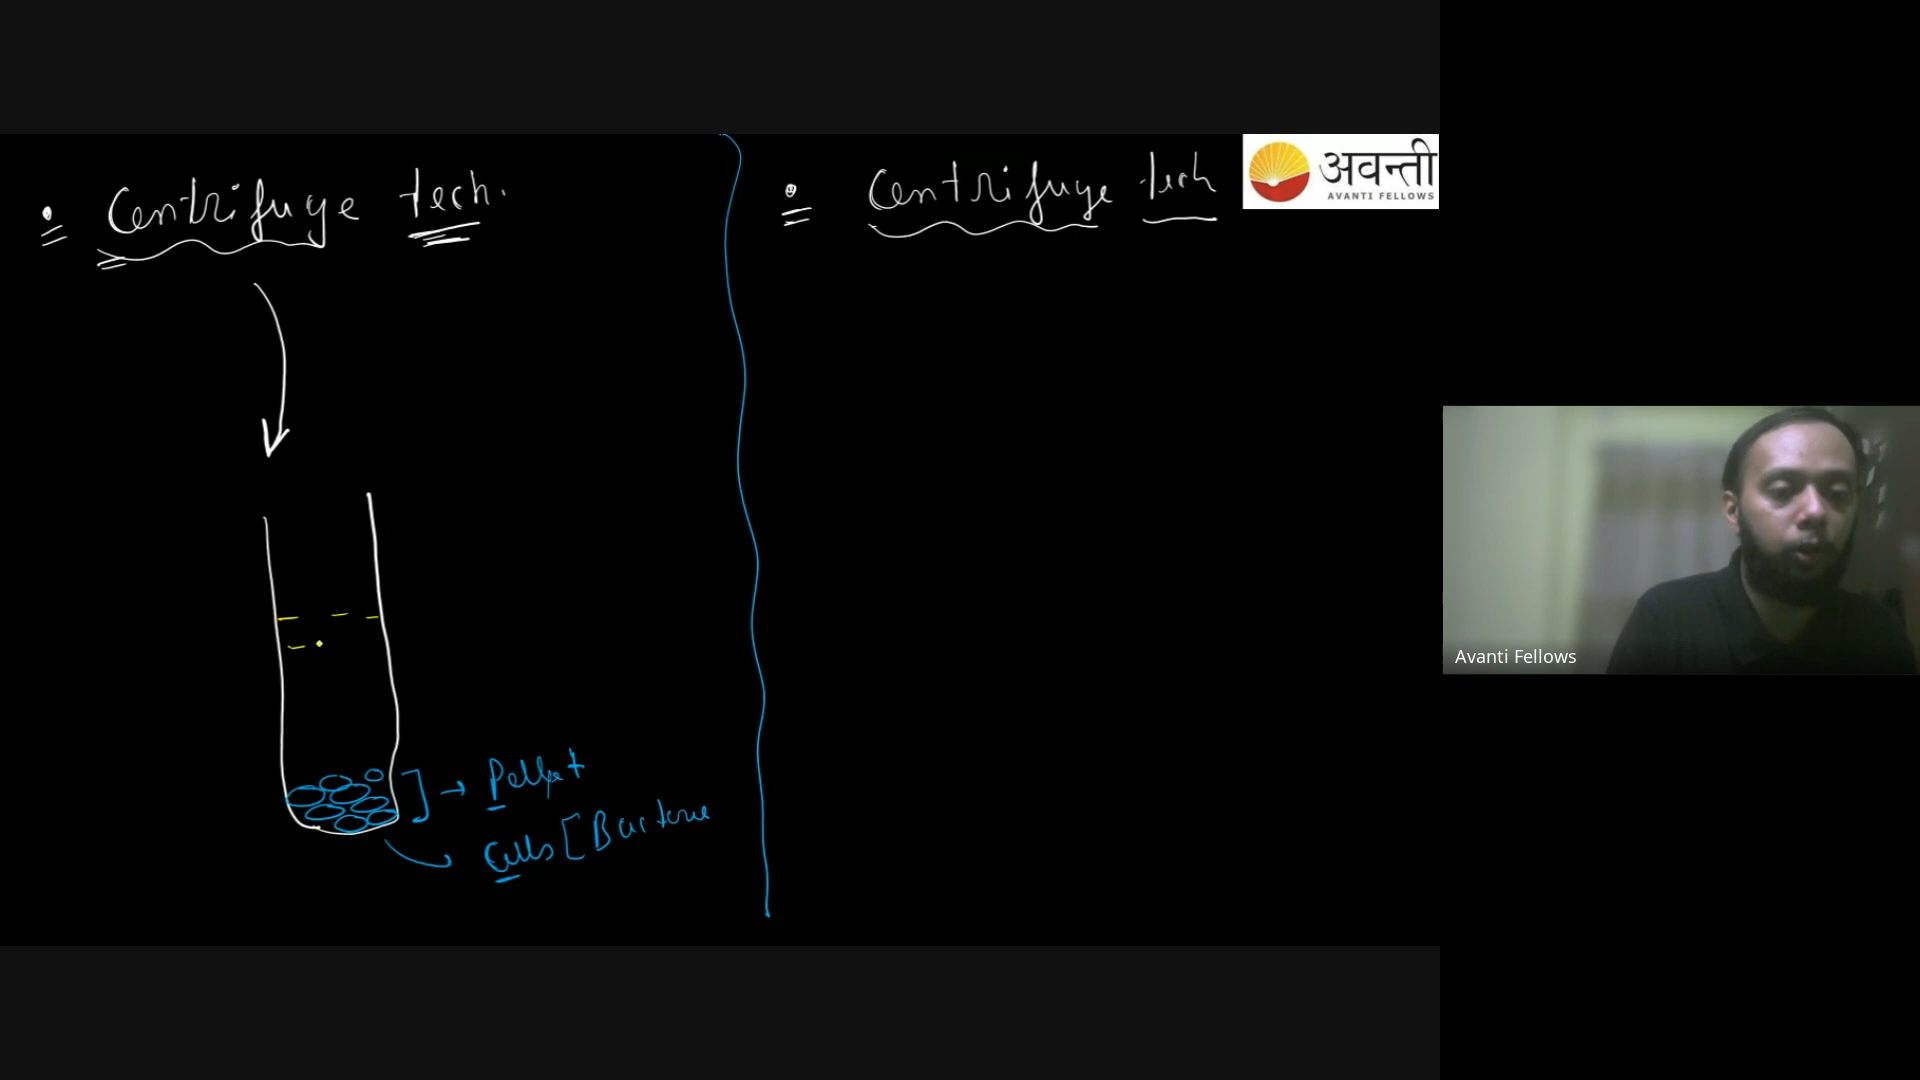 Centrifuge tech.
Pellet
Cells [Bacteria
Centrifuge tech
अवन्ती
AVANTI FELLOWS
Avanti Fellows